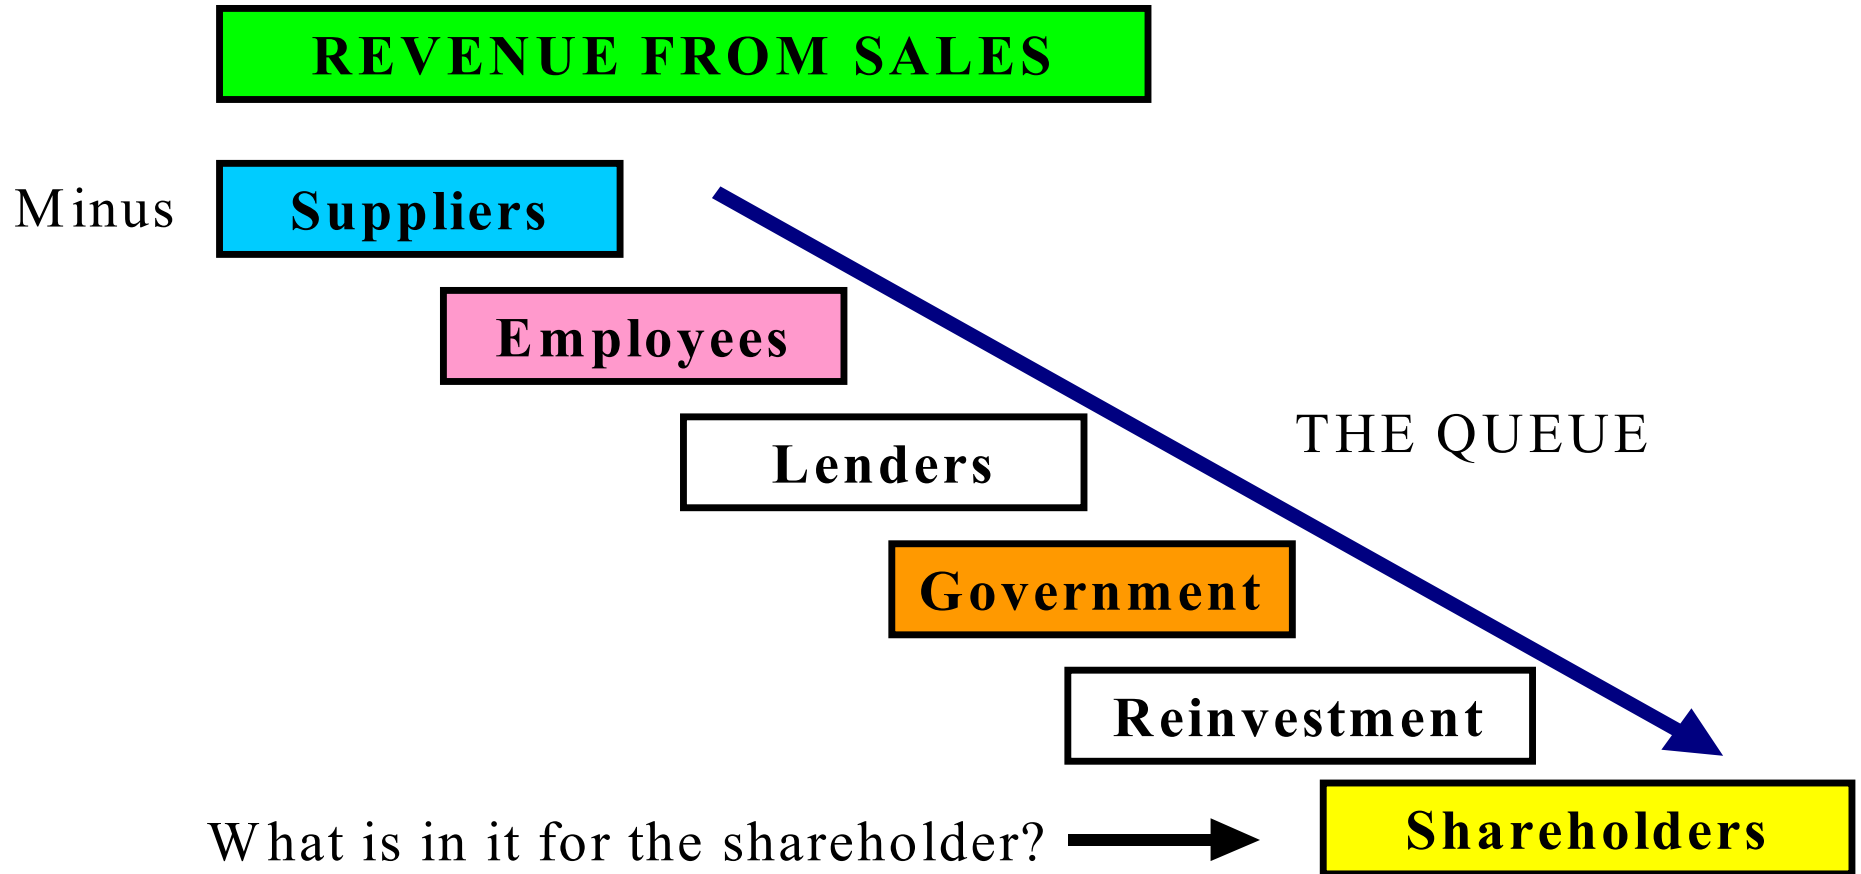 REVENUE FROM SALES
Minus
Suppliers
Employees
Lenders
THE QUEUE
Government
Reinvestment
What is in it for the shareholder?
Shareholders